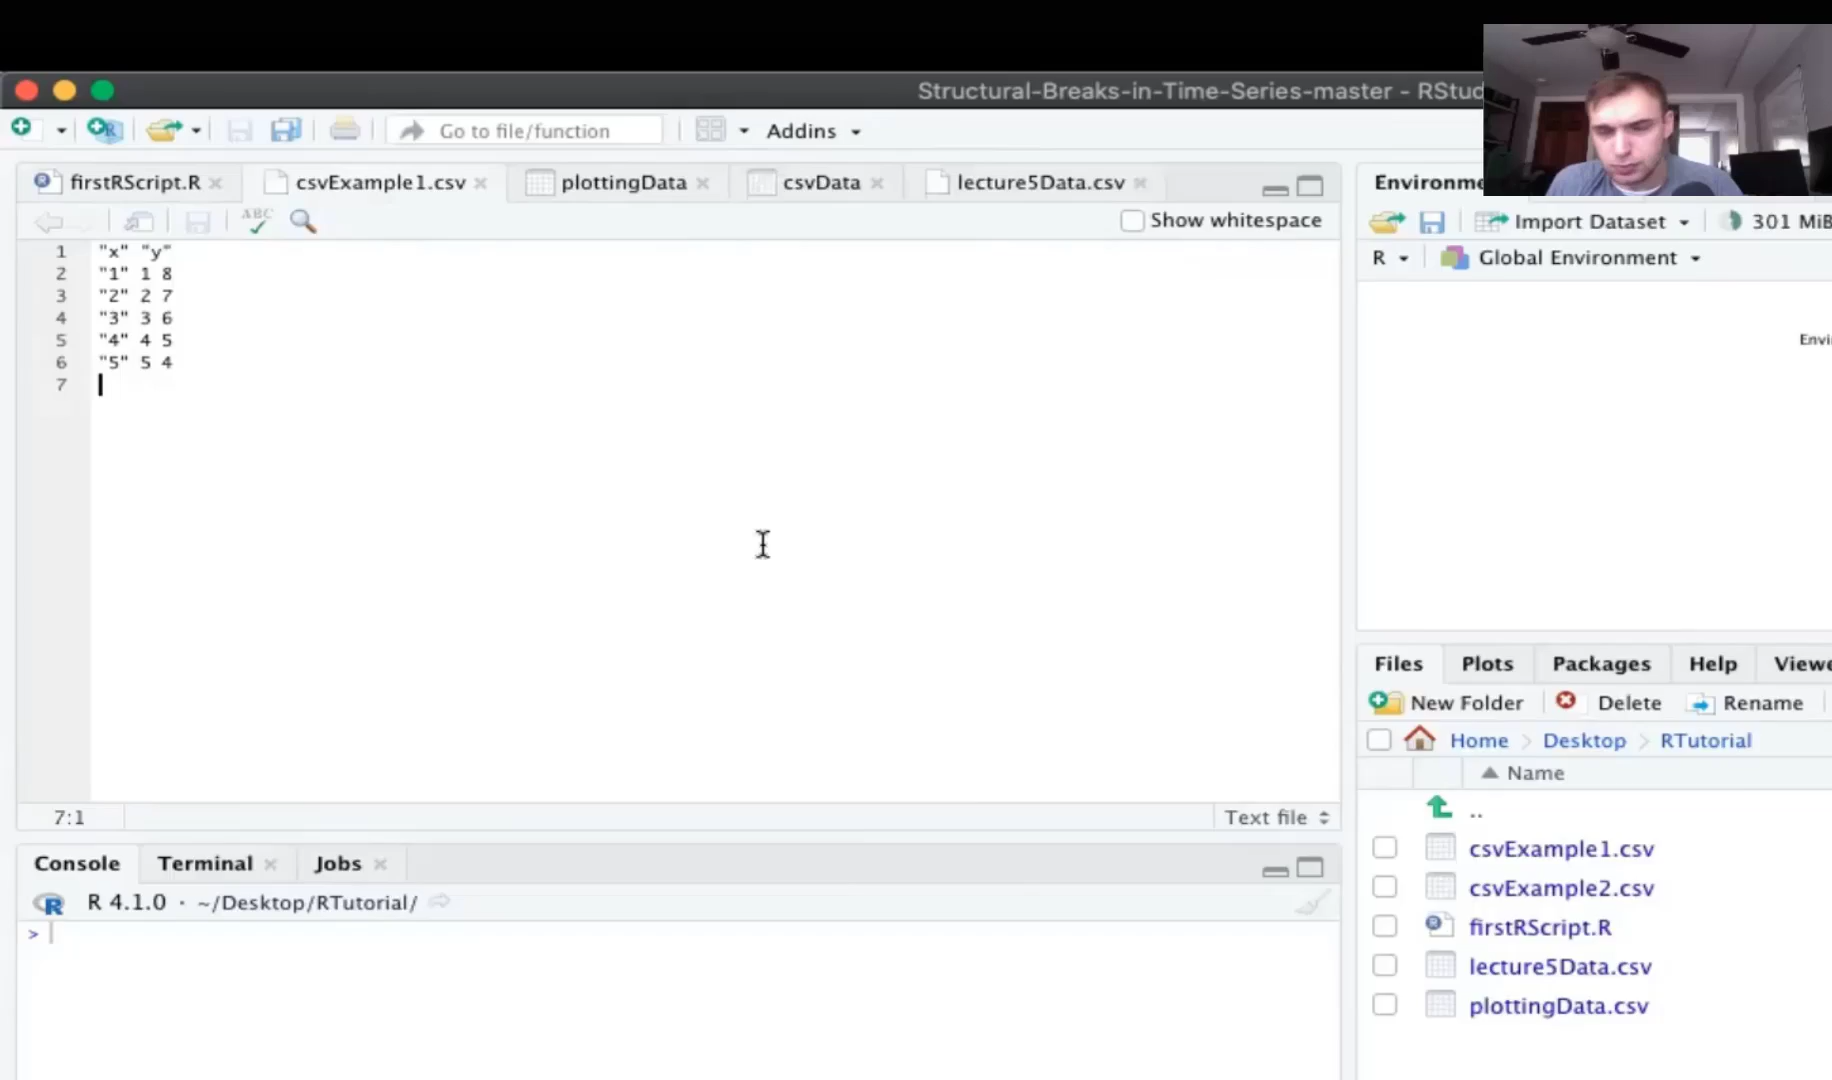 Structural-Breaks-in-Time-Series-master - RStud
Go to file/function
Addins
firstRScript.R
csvExample1.csv
plottingData
csvData
lecture5Data.csv
ABC
Show whitespace
1 "x" "y"
2 "1" 1 8
3 "2" 2 7
4 "3" 3 6
5 "4" 4 5
6 "5" 5 4
7
7:1
Text file
Console
Terminal
Jobs
R 4.1.0 · ~/Desktop/RTutorial/
>
Environme
Import Dataset
301 MiB
R
Global Environment
Envi
Files
Plots
Packages
Help
Viewe
New Folder
Delete
Rename
Home
Desktop
RTutorial
Name
..
csvExample1.csv
csvExample2.csv
firstRScript.R
lecture5Data.csv
plottingData.csv